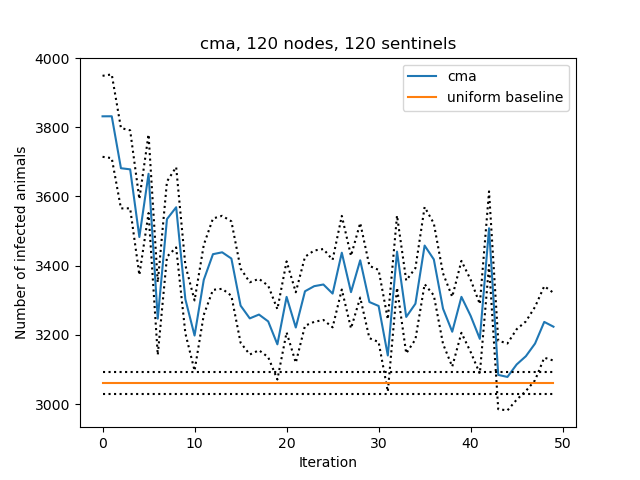 cma, 120 nodes, 120 sentinels
cma
uniform baseline
Number of infected animals
4000
3800
3600
3400
3200
3000
0 10 20 30 40 50
Iteration